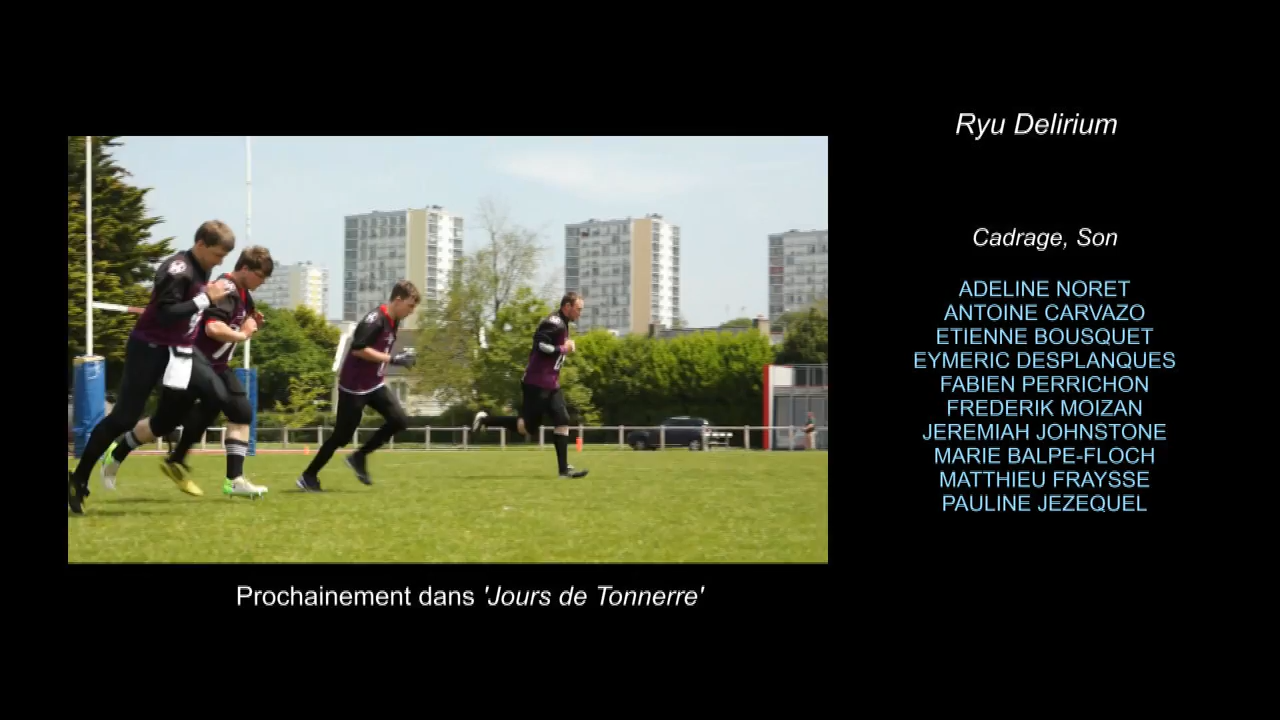 Ryu Delirium
Cadrage, Son
ADELINE NORET
ANTOINE CARVAZO
ETIENNE BOUSQUET
EYMERIC DESPLANQUES
FABIEN PERRICHON
FREDERIK MOIZAN
JEREMIAH JOHNSTONE
MARIE BALPE-FLOCH
MATTHIEU FRAYSSE
PAULINE JEZEQUEL
Prochainement dans 'Jours de Tonnerre'